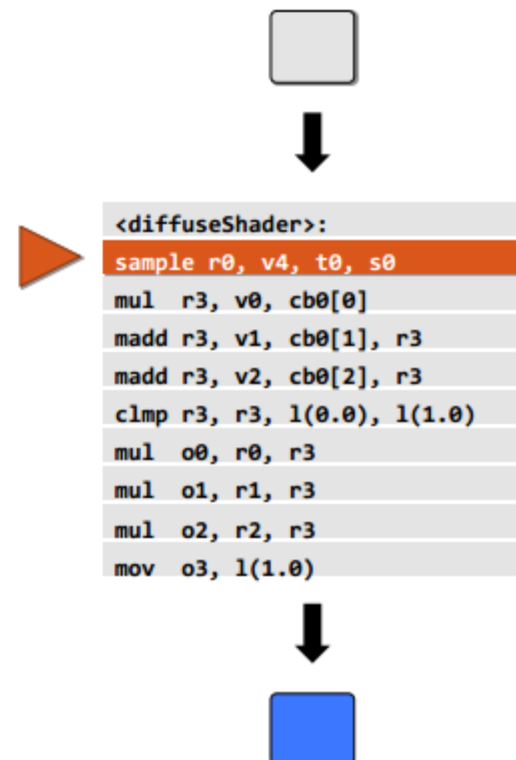 <diffuseShader>:
sample r0, v4, t0, s0
mul  r3, v0, cb0[0]
madd r3, v1, cb0[1], r3
madd r3, v2, cb0[2], r3
clmp r3, r3, l(0.0), l(1.0)
mul  o0, r0, r3
mul  o1, r1, r3
mul  o2, r2, r3
mov  o3, l(1.0)